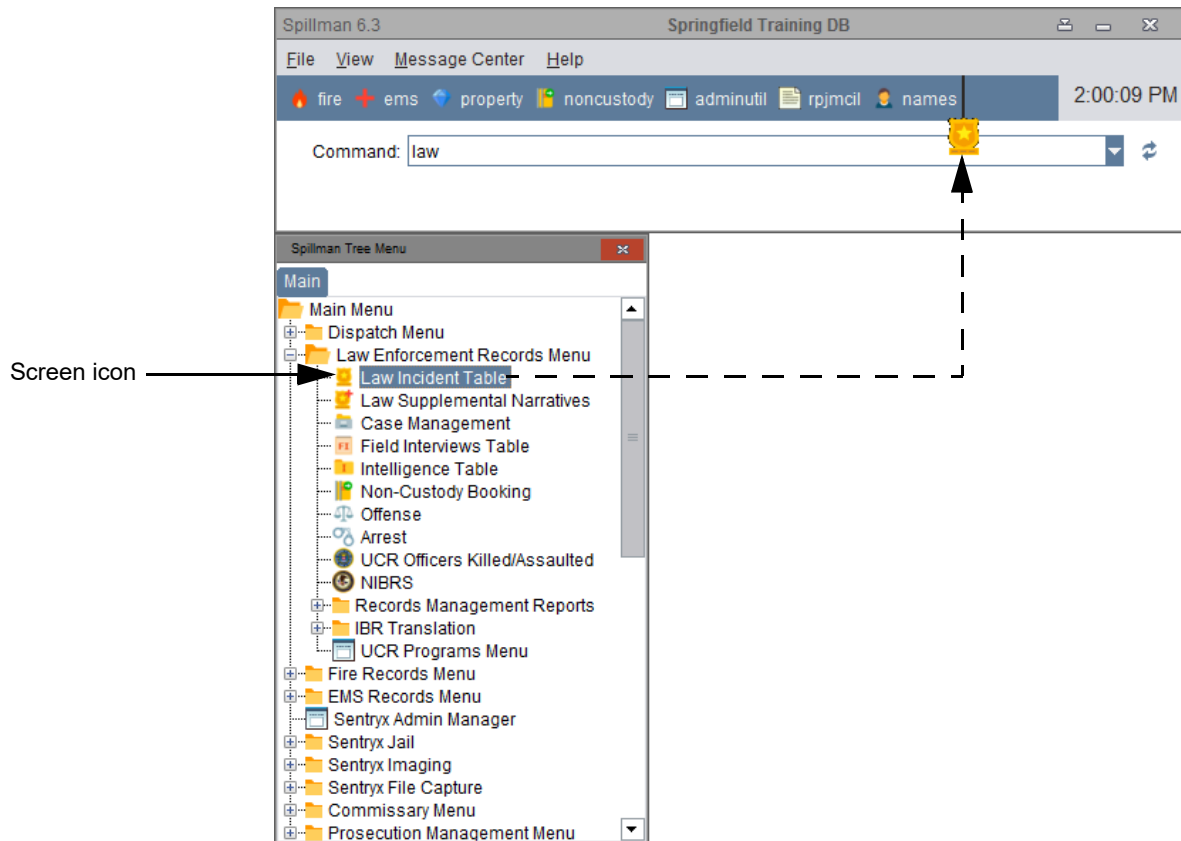 Spillman 6.3 Springfield Training DB
File View Message Center Help
fire ems property noncustody adminutil rpjmcil names 2:00:09 PM
Command: law
Spillman Tree Menu
Main
Main Menu
Dispatch Menu
Law Enforcement Records Menu
Screen icon
Law Incident Table
Law Supplemental Narratives
Case Management
FI Field Interviews Table
Intelligence Table
Non-Custody Booking
Offense
Arrest
UCR Officers Killed/Assaulted
NIBRS
Records Management Reports
IBR Translation
UCR Programs Menu
Fire Records Menu
EMS Records Menu
Sentryx Admin Manager
Sentryx Jail
Sentryx Imaging
Sentryx File Capture
Commissary Menu
Prosecution Management Menu